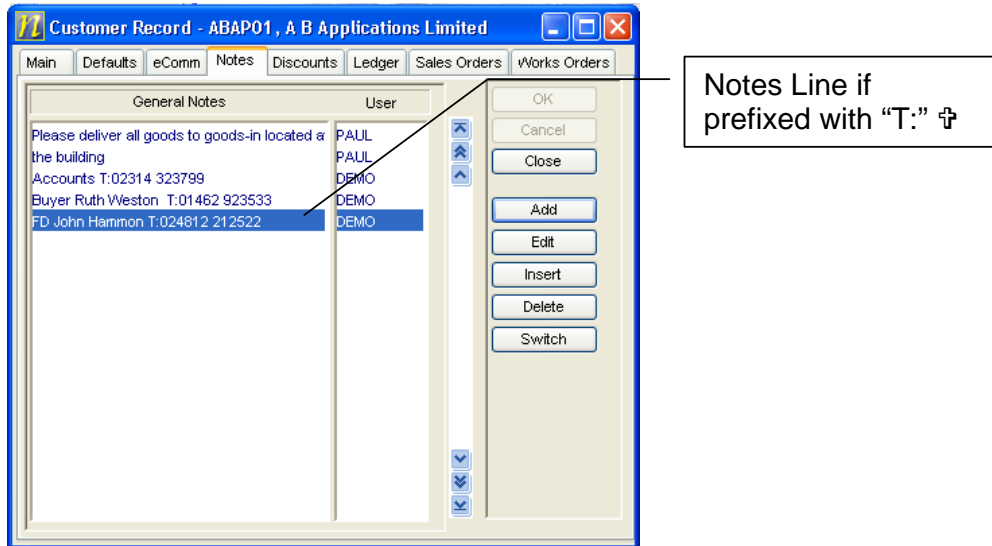 Customer Record - ABAP01, A B Applications Limited
Main Defaults eComm Notes Discounts Ledger Sales Orders Works Orders
General Notes User
Please deliver all goods to goods-in located a PAUL
the building PAUL
Accounts T:02314 323799 DEMO
Buyer Ruth Weston T:01462 923533 DEMO
FD John Hammon T:024812 212522 DEMO
OK
Cancel
Close
Add
Edit
Insert
Delete
Switch
Notes Line if
prefixed with “T:” ✞